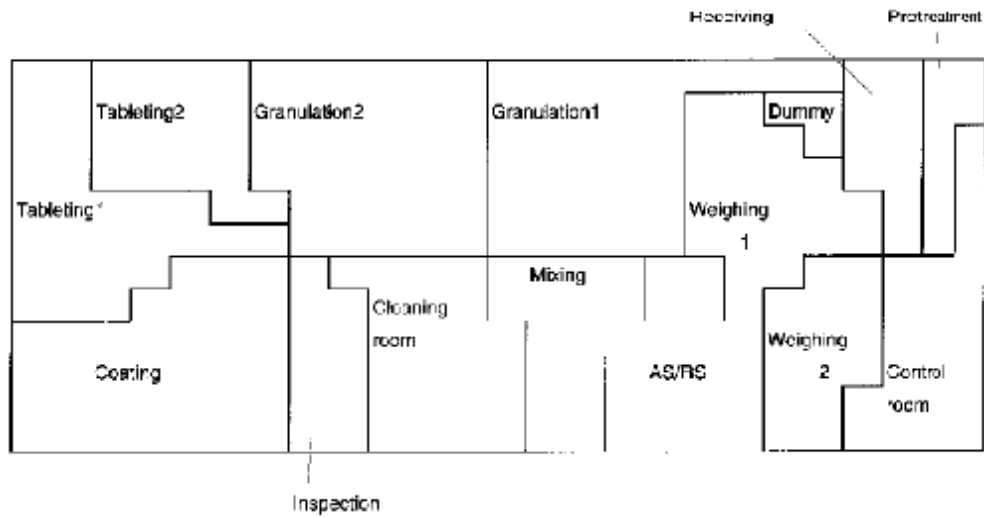 Receiving
Pretreatment
Tableting2
Granulation2
Granulation1
Dummy
Tableting1
Weighing
1
Mixing
Cleaning
room
Weighing
2
Coating
AS/RS
Control
room
Inspection